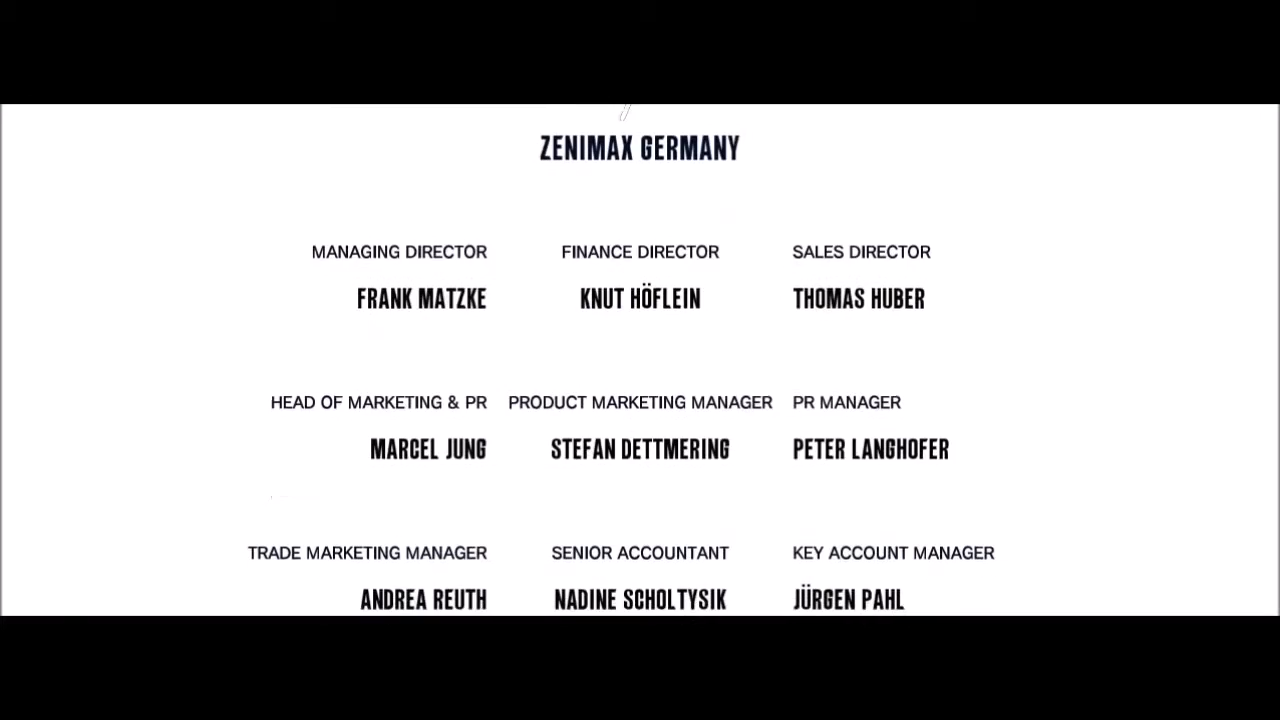 ZENIMAX GERMANY
MANAGING DIRECTOR FINANCE DIRECTOR SALES DIRECTOR
FRANK MATZKE KNUT HÖFLEIN THOMAS HUBER
HEAD OF MARKETING & PR PRODUCT MARKETING MANAGER PR MANAGER
MARCEL JUNG STEFAN DETTMERING PETER LANGHOFER
TRADE MARKETING MANAGER SENIOR ACCOUNTANT KEY ACCOUNT MANAGER
ANDREA REUTH NADINE SCHOLTYSIK JÜRGEN PAHL